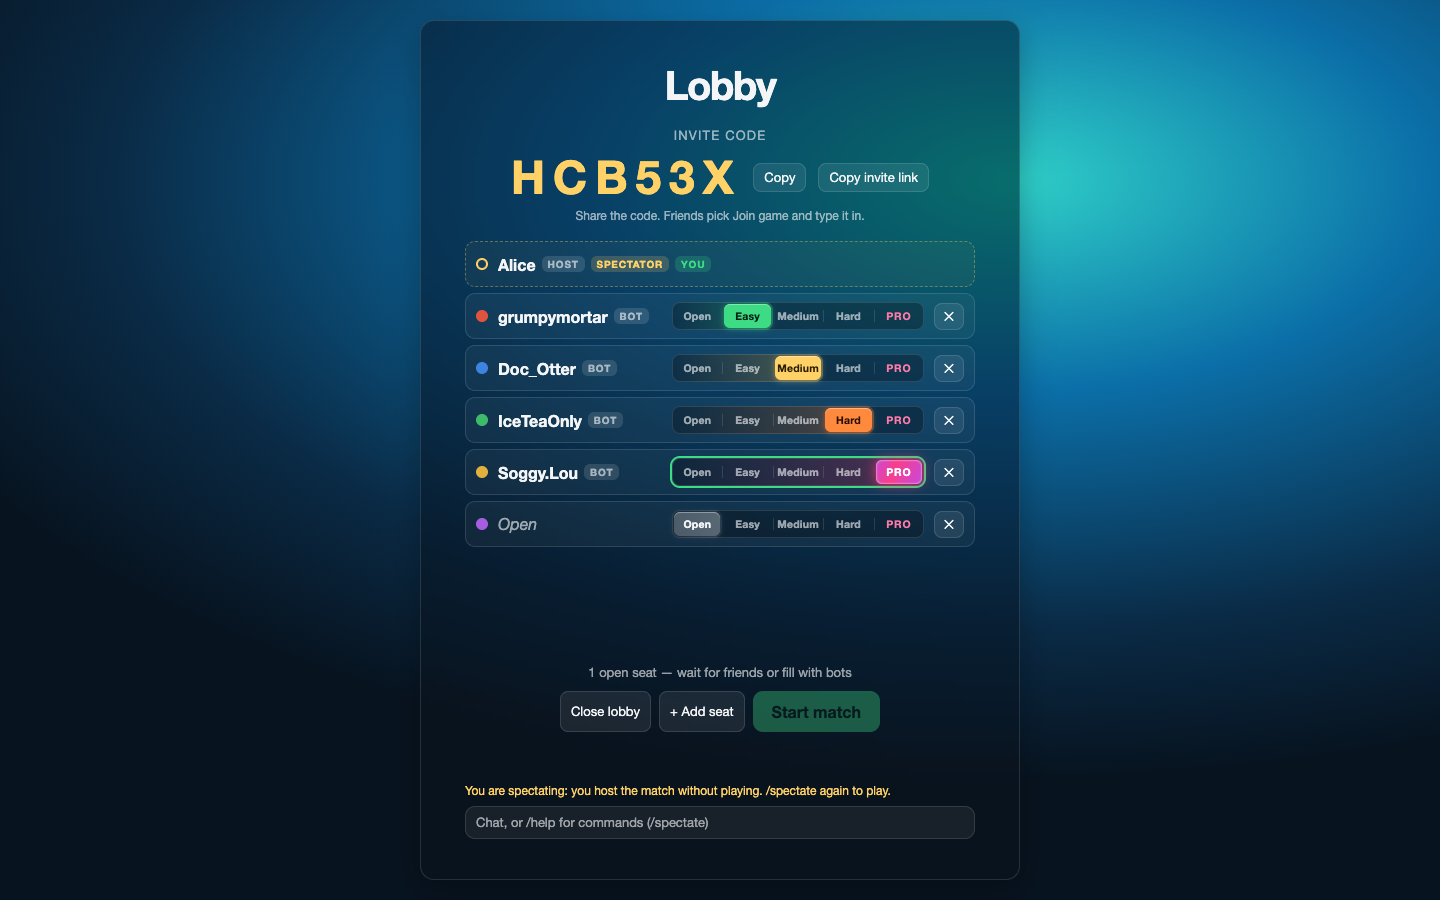 Lobby
INVITE CODE
HCB53X Copy Copy invite link
Share the code. Friends pick Join game and type it in.
Alice HOST SPECTATOR YOU
grumpymortar BOT Open Easy Medium Hard PRO ✕
Doc_Otter BOT Open Easy Medium Hard PRO ✕
IceTeaOnly BOT Open Easy Medium Hard PRO ✕
Soggy.Lou BOT Open Easy Medium Hard PRO ✕
Open Open Easy Medium Hard PRO ✕
1 open seat — wait for friends or fill with bots
Close lobby + Add seat Start match
You are spectating: you host the match without playing. /spectate again to play.
Chat, or /help for commands (/spectate)